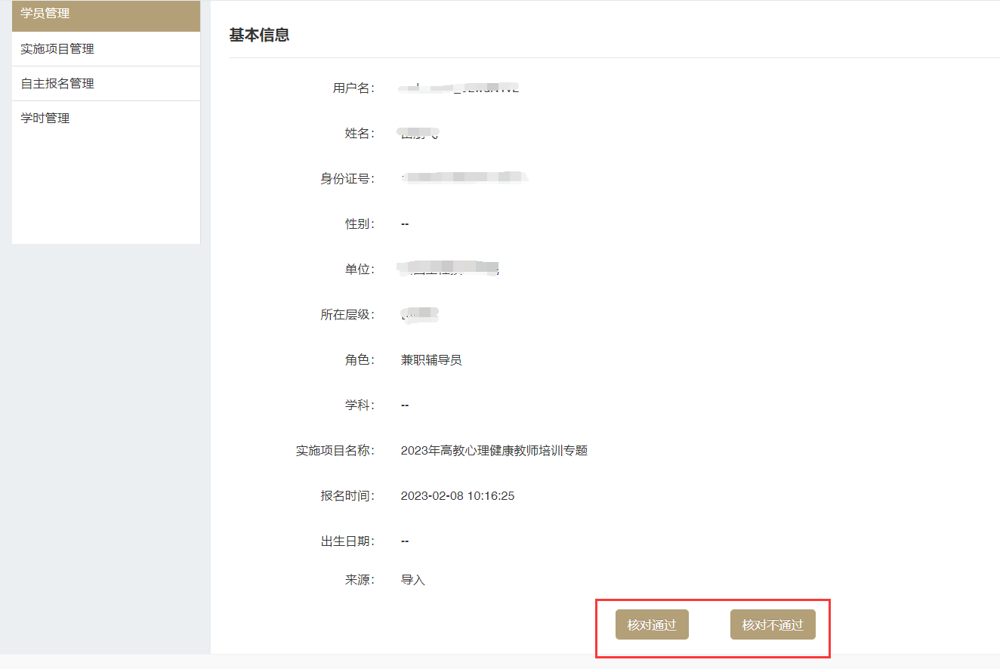 学员管理
实施项目管理
自主报名管理
学时管理
基本信息
用户名：
姓名：
身份证号：
性别： --
单位：
所在层级：
角色： 兼职辅导员
学科： --
实施项目名称： 2023年高教心理健康教师培训专题
报名时间： 2023-02-08 10:16:25
出生日期： --
来源： 导入
核对通过 核对不通过